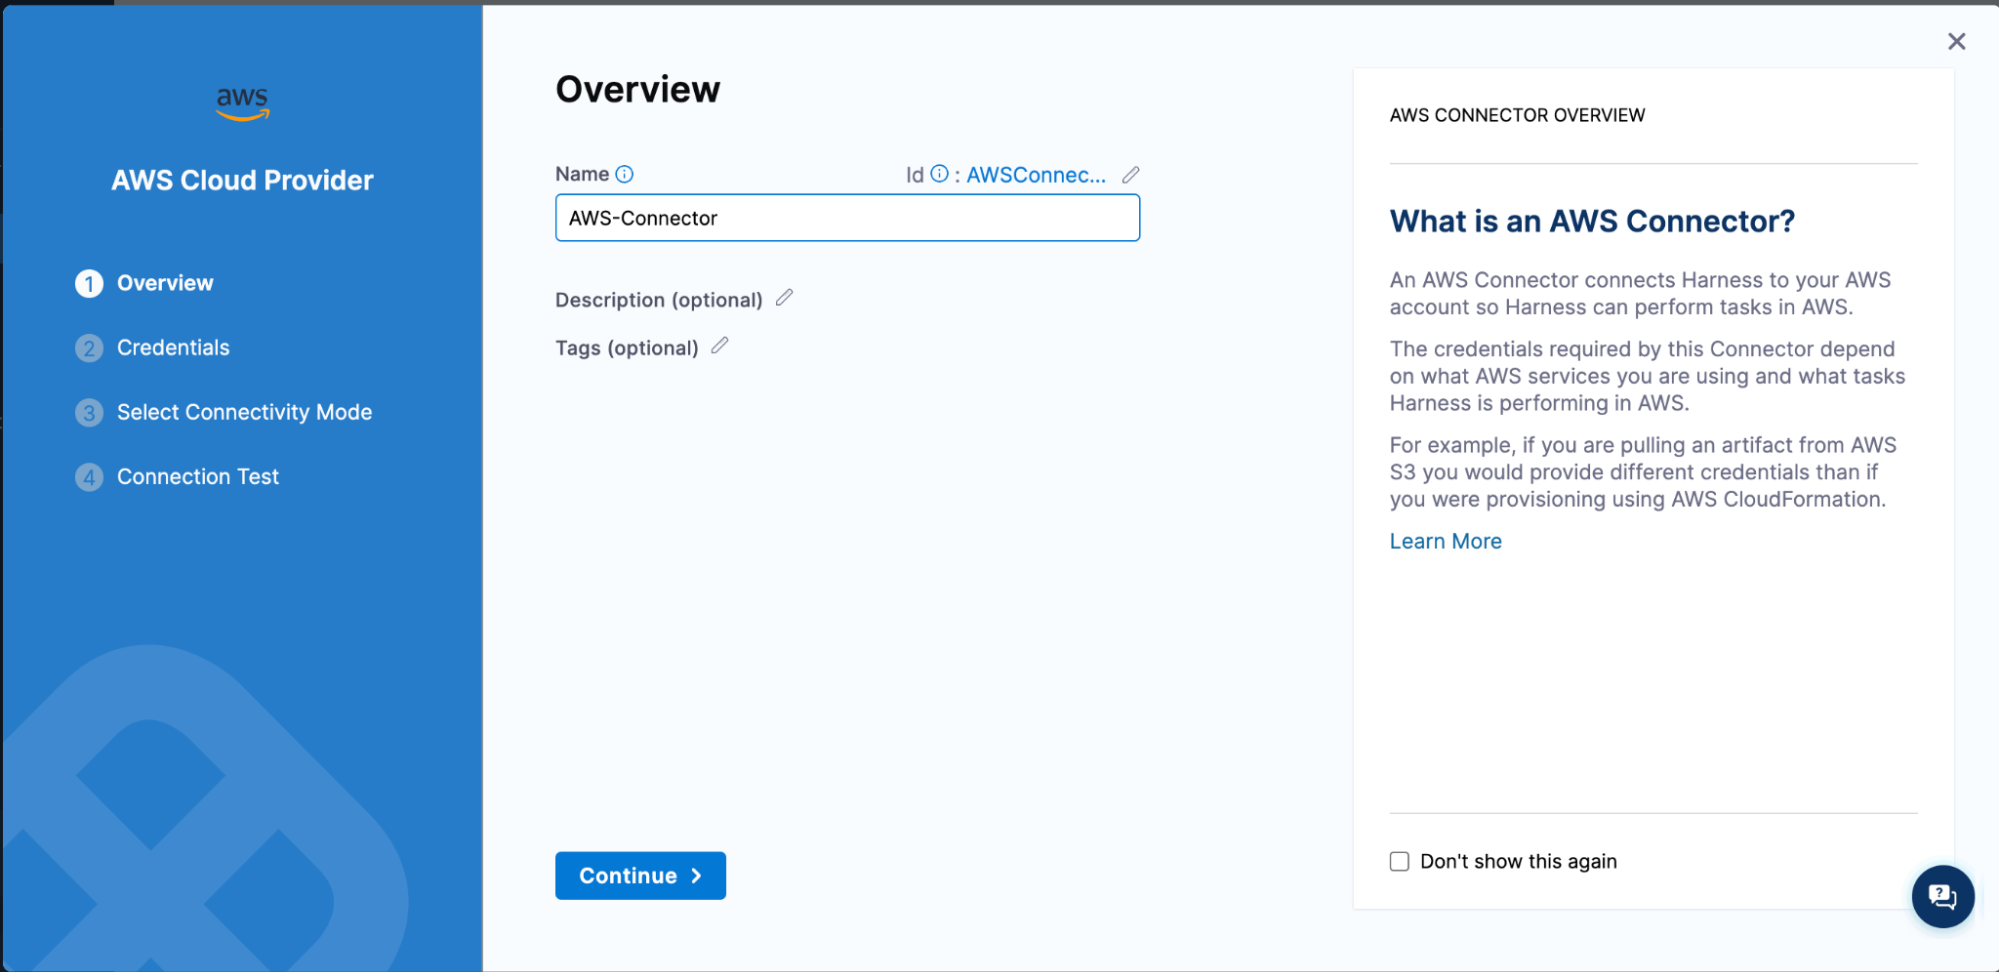 aws
AWS Cloud Provider
1 Overview
2 Credentials
3 Select Connectivity Mode
4 Connection Test
Overview
Name Id : AWSConnec...
AWS-Connector
Description (optional)
Tags (optional)
Continue
AWS CONNECTOR OVERVIEW
What is an AWS Connector?
An AWS Connector connects Harness to your AWS
account so Harness can perform tasks in AWS.
The credentials required by this Connector depend
on what AWS services you are using and what tasks
Harness is performing in AWS.
For example, if you are pulling an artifact from AWS
S3 you would provide different credentials than if
you were provisioning using AWS CloudFormation.
Learn More
Don't show this again